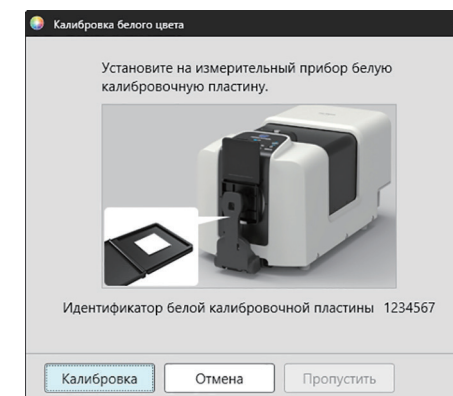 Калибровка белого цвета
Установите на измерительный прибор белую
калибровочную пластину.
Идентификатор белой калибровочной пластины 1234567
Калибровка
Отмена
Пропустить